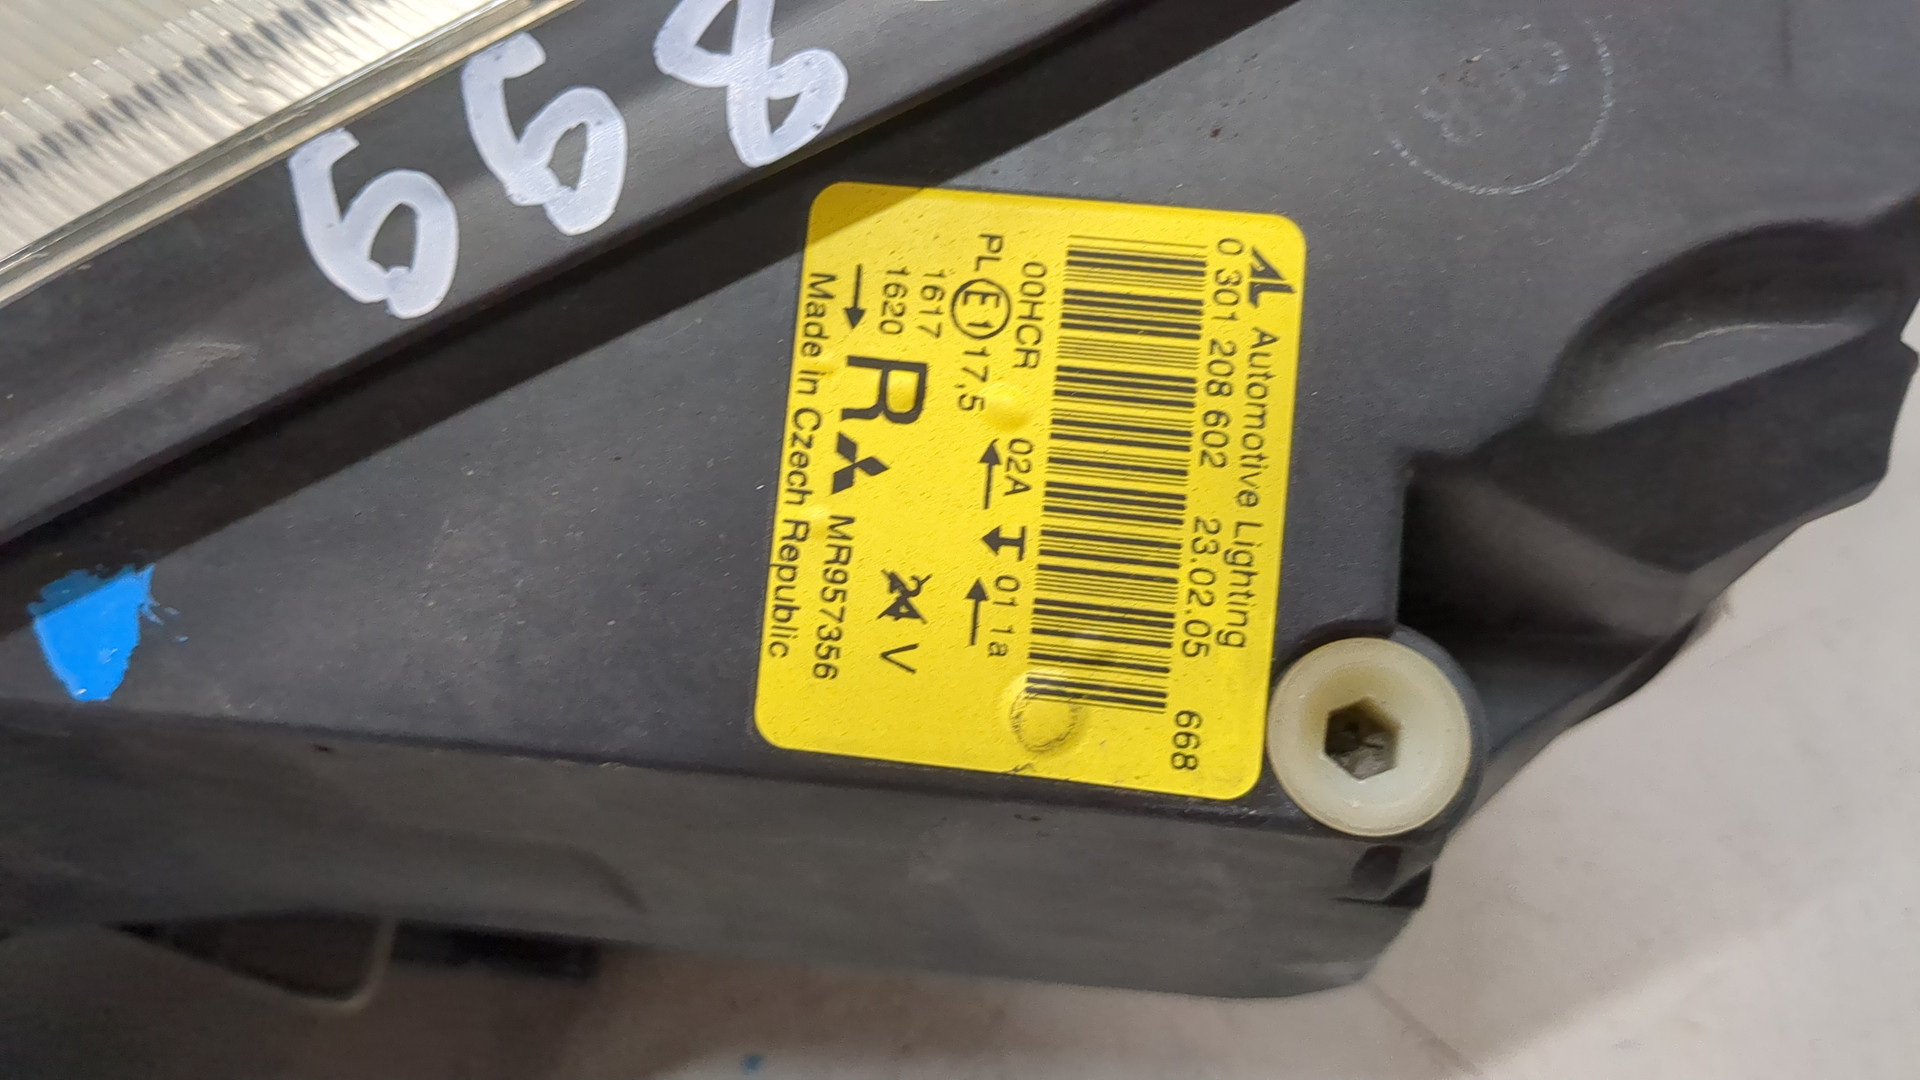 668
AL Automotive Lighting
0 301 208 602 23.02.05 668
00HCR 02A 01 1a
PL E1 17,5
1617
1620 R 24 V
MR957356
Made in Czech Republic